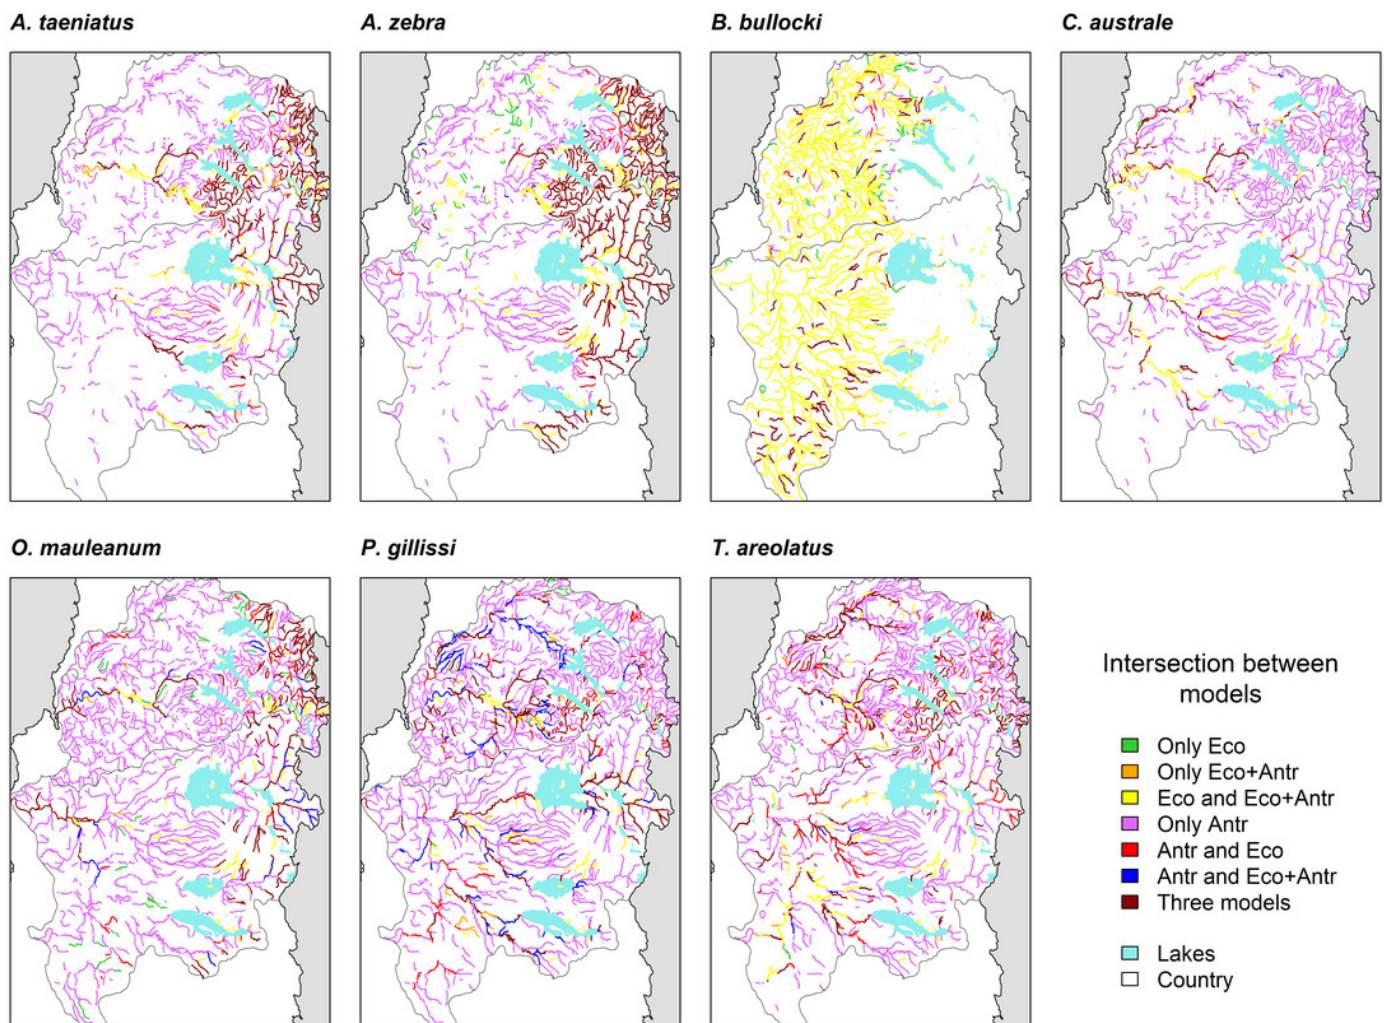 A. taeniatus
A. zebra
B. bullocki
C. australe
O. mauleanum
P. gillissi
T. areolatus
Intersection between
models
Only Eco
Only Eco+Antr
Eco and Eco+Antr
Only Antr
Antr and Eco
Antr and Eco+Antr
Three models
Lakes
Country